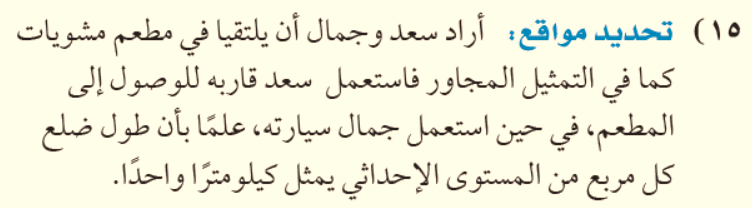 ١٥) تحديد مواقع: أراد سعد وجمال أن يلتقيا في مطعم مشويات
كما في التمثيل المجاور فاستعمل سعد قاربه للوصول إلى
المطعم، في حين استعمل جمال سيارته، علمًا بأن طول ضلع
كل مربع من المستوى الإحداثي يمثل كيلومترًا واحدًا.